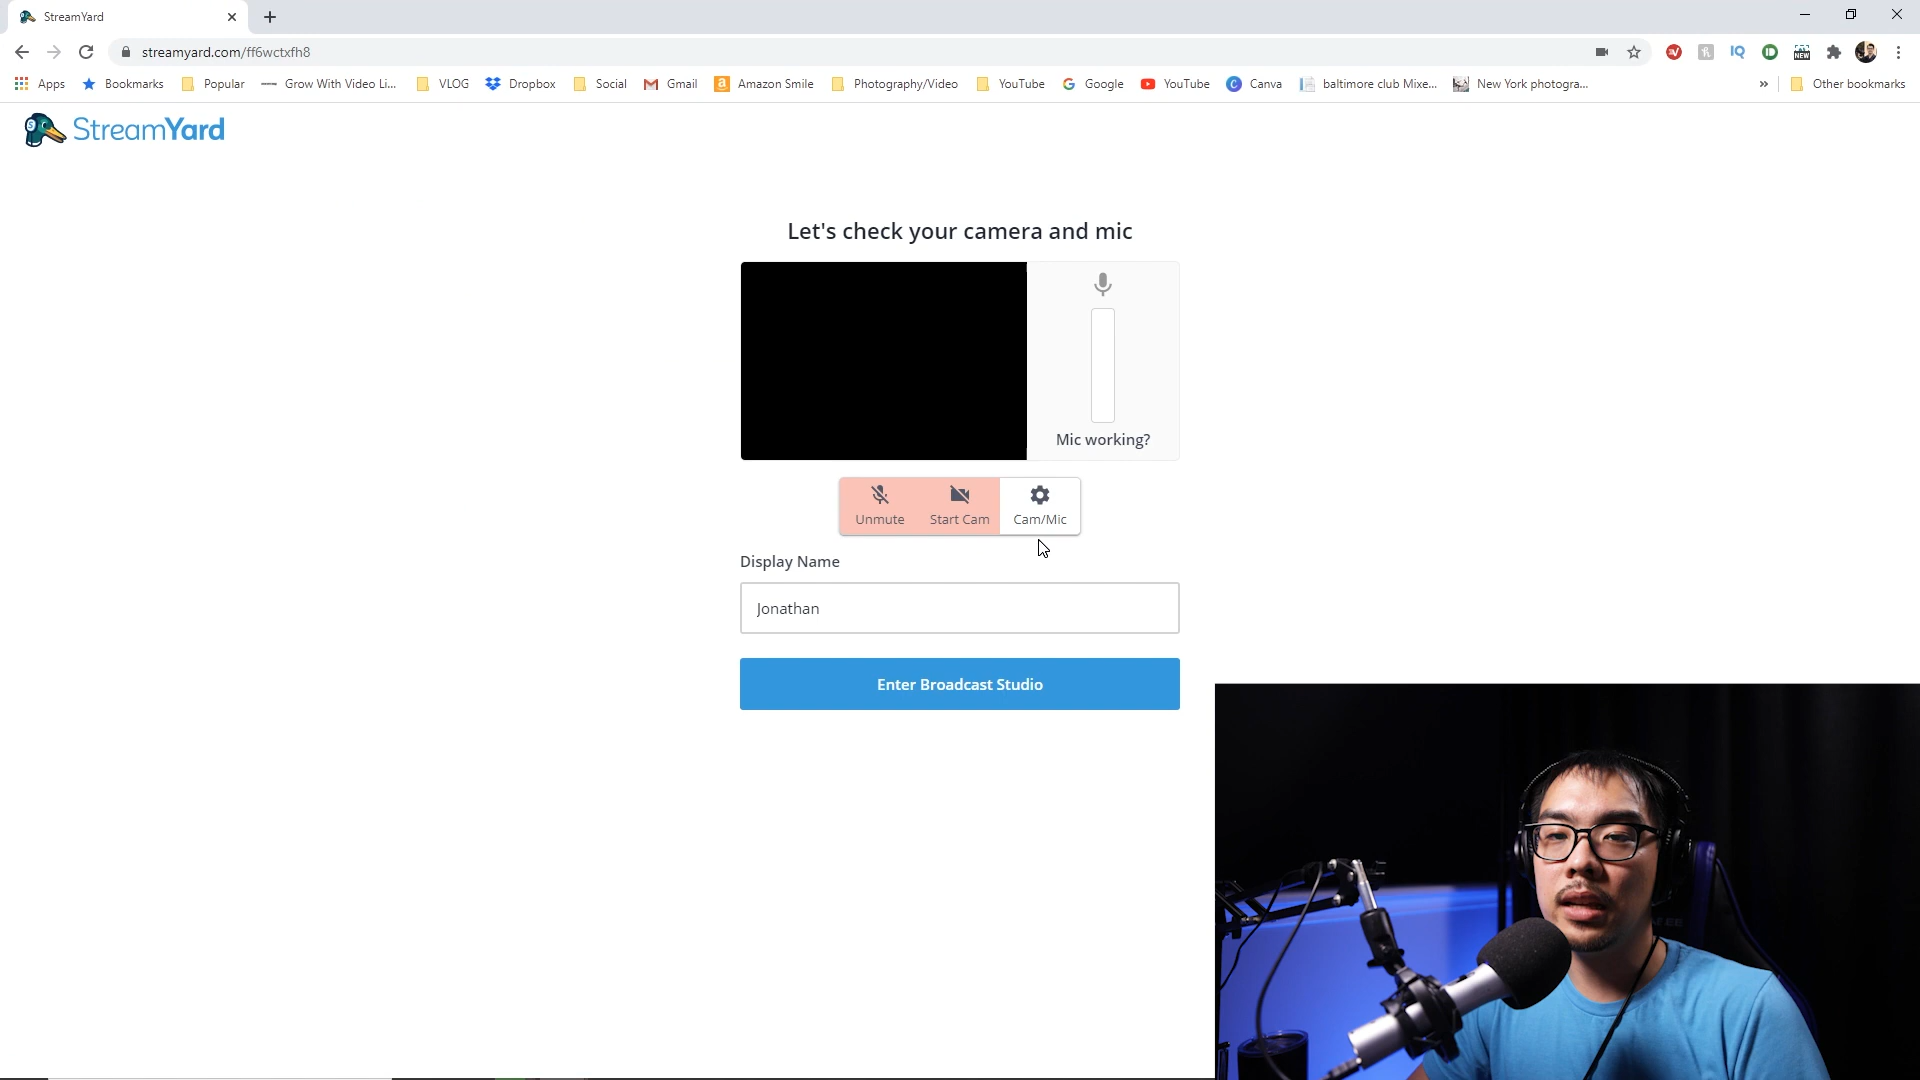 StreamYard
streamyard.com/ff6wctxfh8
Apps Bookmarks Popular Grow With Video Li... VLOG Dropbox Social Gmail Amazon Smile Photography/Video YouTube Google YouTube Canva baltimore club Mixe... New York photogra... » Other bookmarks
StreamYard
Let's check your camera and mic
Mic working?
Unmute Start Cam Cam/Mic
Display Name
Jonathan
Enter Broadcast Studio